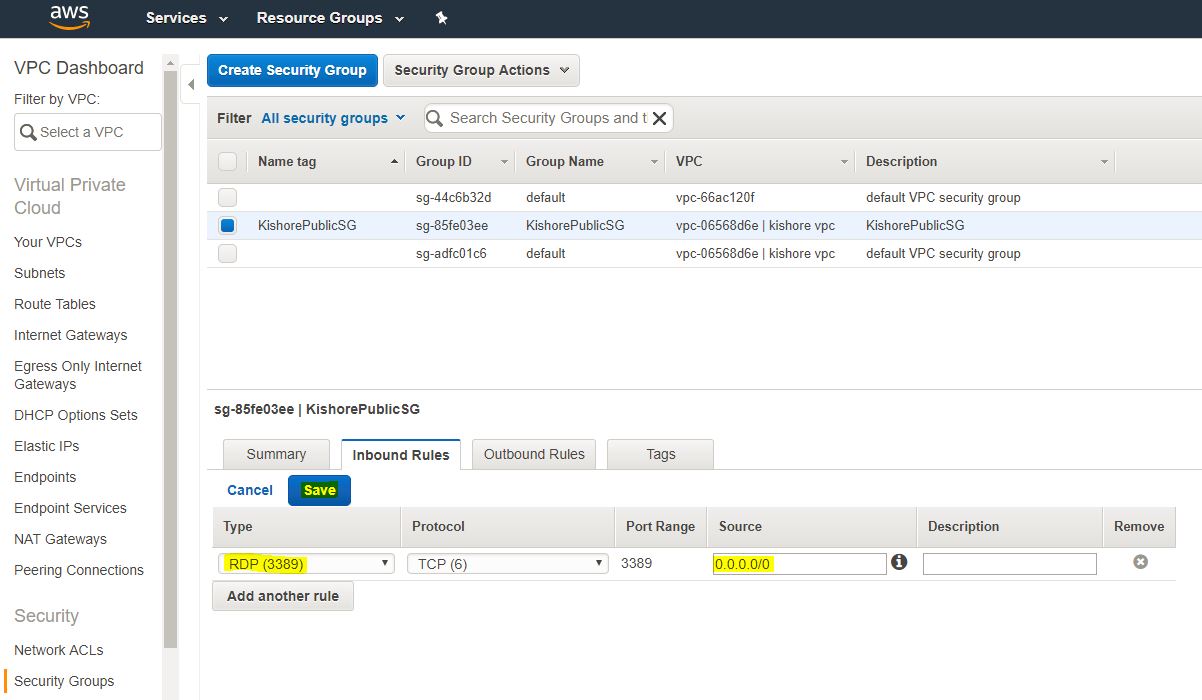 aws Services Resource Groups
VPC Dashboard
Filter by VPC:
Select a VPC
Virtual Private
Cloud
Your VPCs
Subnets
Route Tables
Internet Gateways
Egress Only Internet
Gateways
DHCP Options Sets
Elastic IPs
Endpoints
Endpoint Services
NAT Gateways
Peering Connections
Security
Network ACLs
Security Groups
Create Security Group Security Group Actions
Filter All security groups Search Security Groups and t
Name tag Group ID Group Name VPC Description
sg-44c6b32d default vpc-66ac120f default VPC security group
KishorePublicSG sg-85fe03ee KishorePublicSG vpc-06568d6e | kishore vpc KishorePublicSG
sg-adfc01c6 default vpc-06568d6e | kishore vpc default VPC security group
sg-85fe03ee | KishorePublicSG
Summary Inbound Rules Outbound Rules Tags
Cancel Save
Type Protocol Port Range Source Description Remove
RDP (3389) TCP (6) 3389 0.0.0.0/0
Add another rule